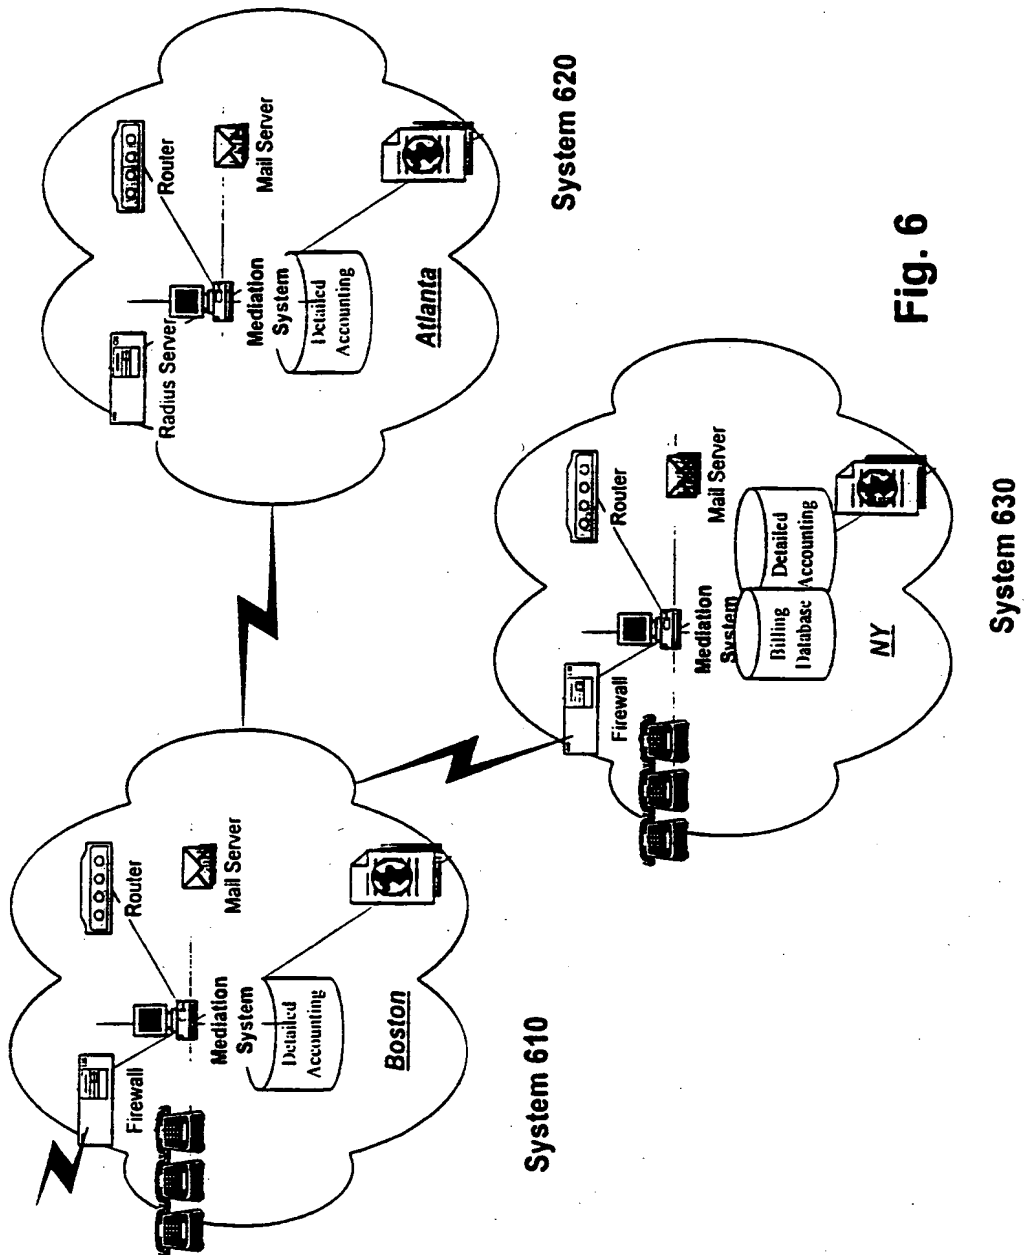 Firewall
Router
Mail Server
Mediation
System
Detailed
Accounting
Boston
System 610
Radius Server
Router
Mail Server
Mediation
System
Detailed
Accounting
Atlanta
System 620
Firewall
Router
Mail Server
Mediation
System
Billing
Database
Detailed
Accounting
NY
System 630
Fig. 6